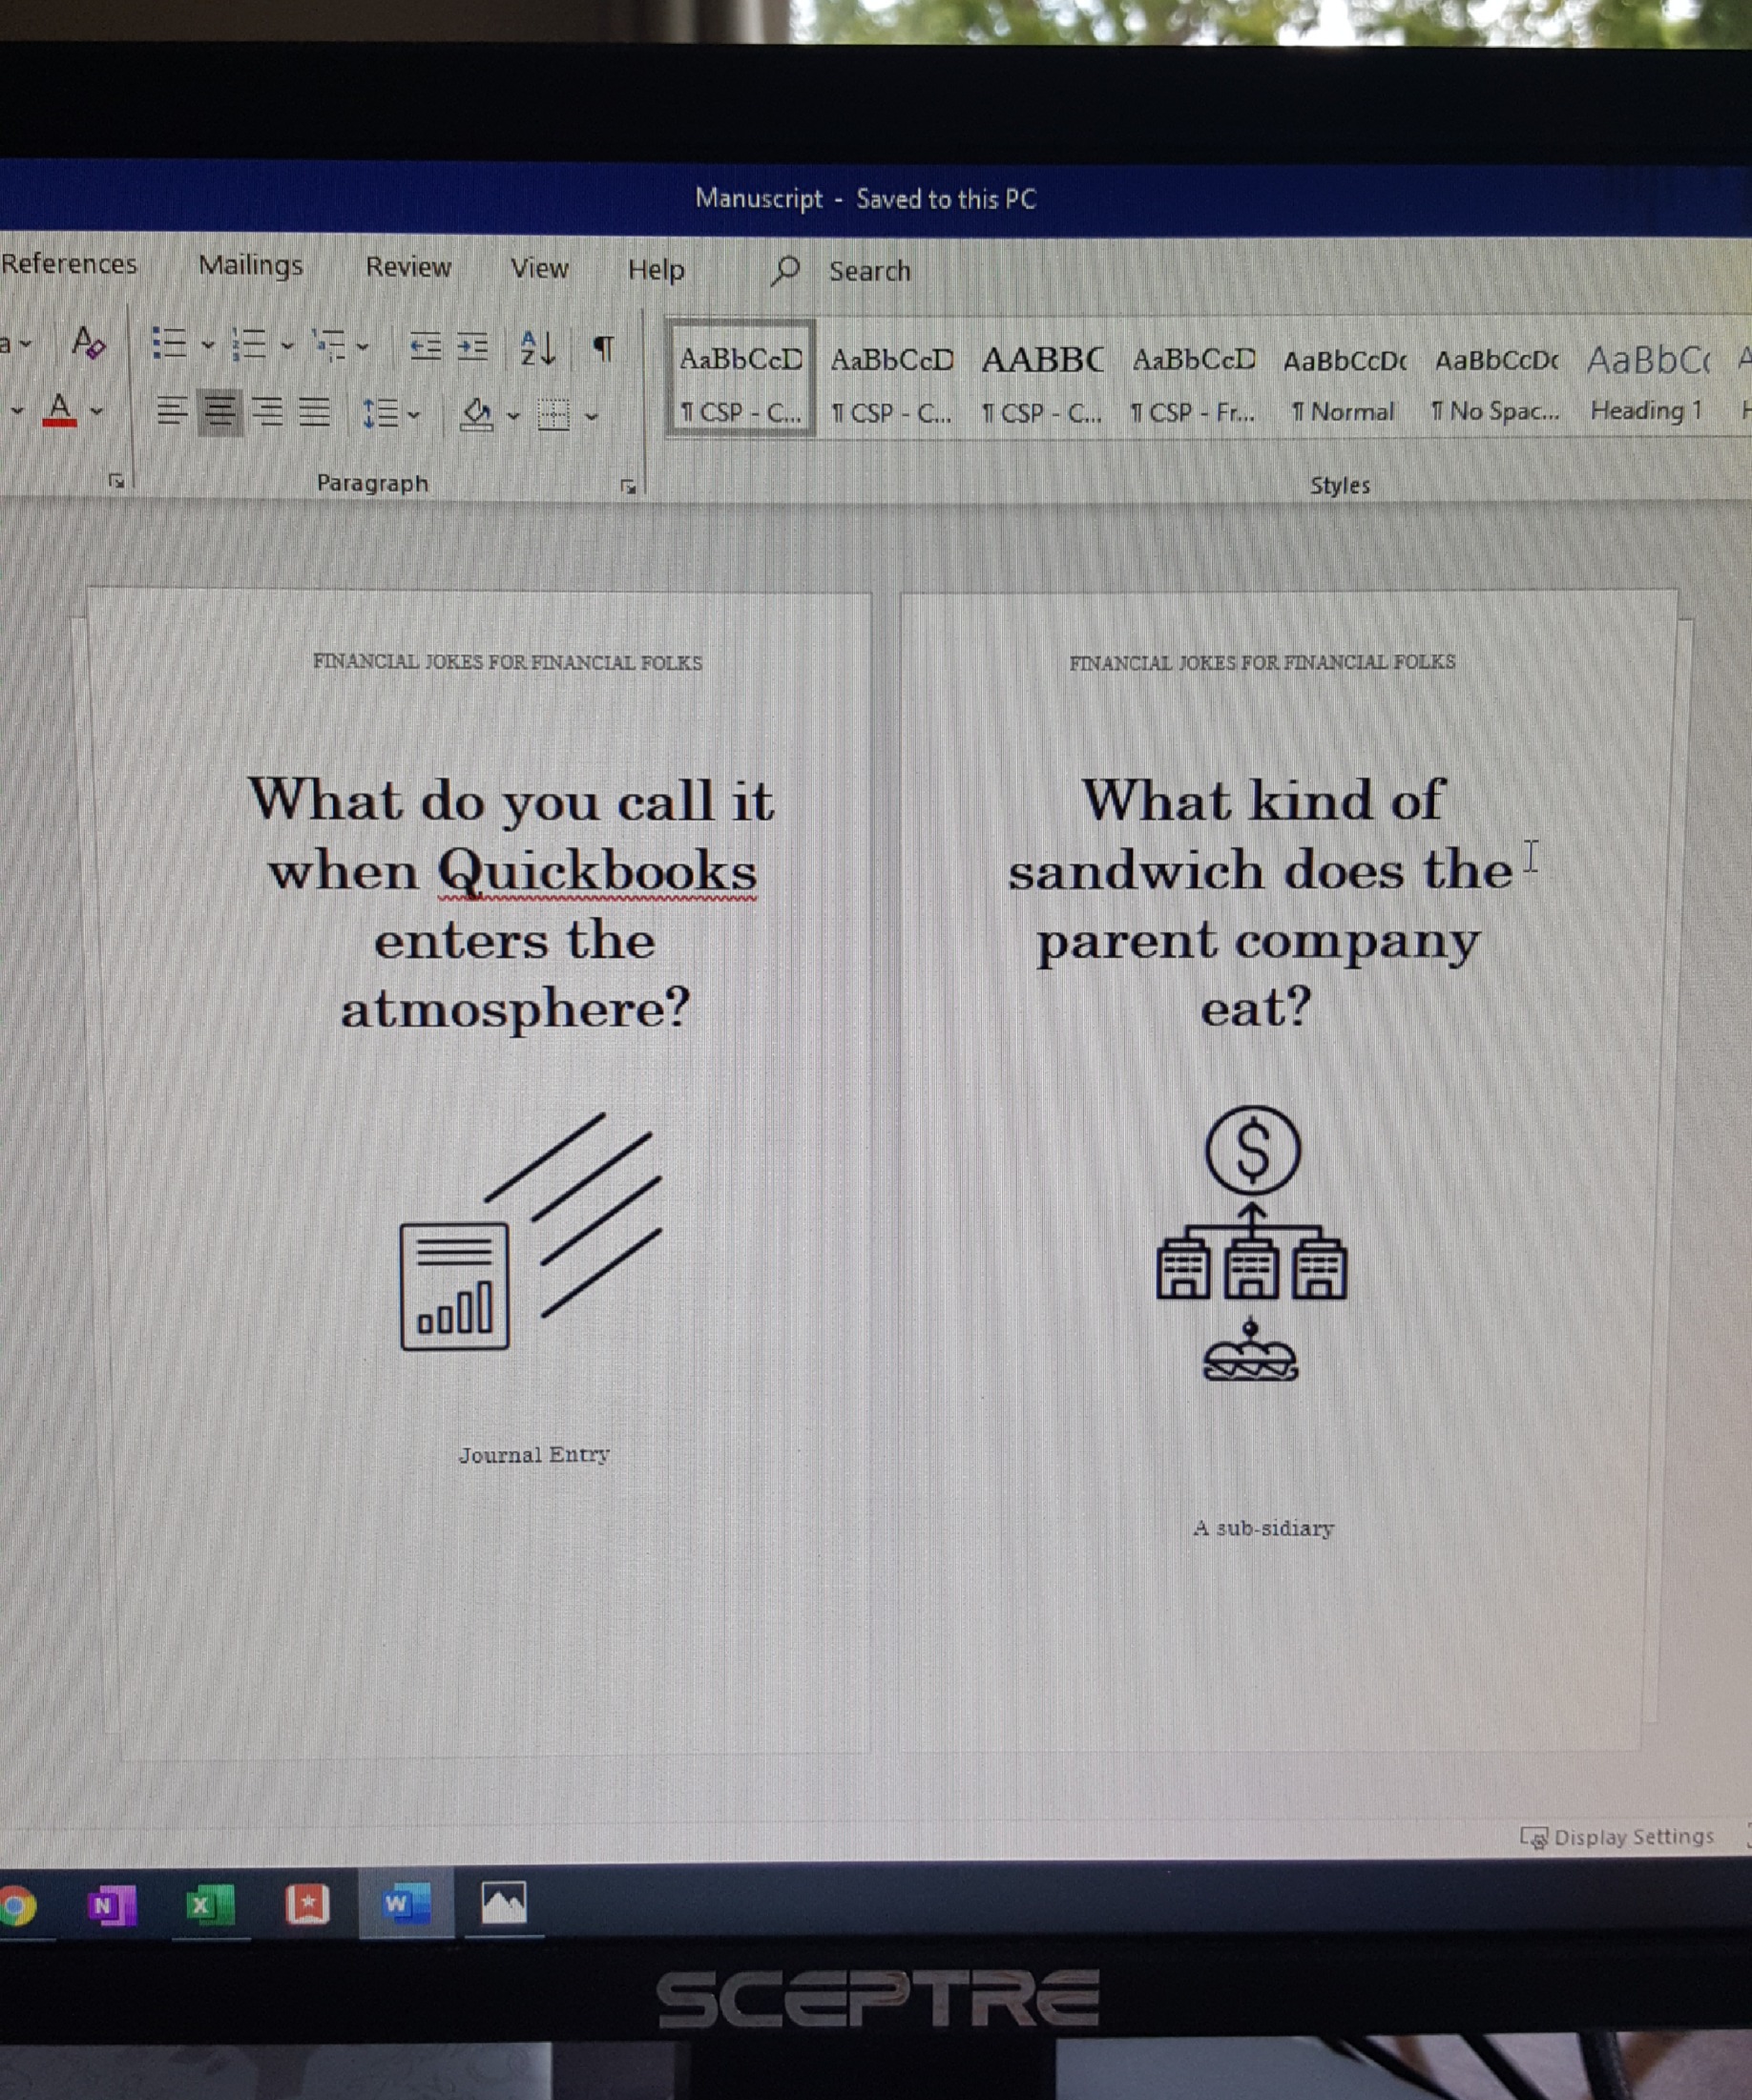 Manuscript - Saved to this PC
References Mailings Review View Help Search
AaBbCcD AaBbCcD AABBC AaBbCcD AaBbCcDc AaBbCcDc AaBbC
¶ CSP - C... ¶ CSP - C... ¶ CSP - C... ¶ CSP - Fr... ¶ Normal ¶ No Spac... Heading 1
Paragraph Styles
FINANCIAL JOKES FOR FINANCIAL FOLKS
What do you call it
when Quickbooks
enters the
atmosphere?
Journal Entry
FINANCIAL JOKES FOR FINANCIAL FOLKS
What kind of
sandwich does the
parent company
eat?
$
A sub-sidiary
Display Settings
SCEPTRE